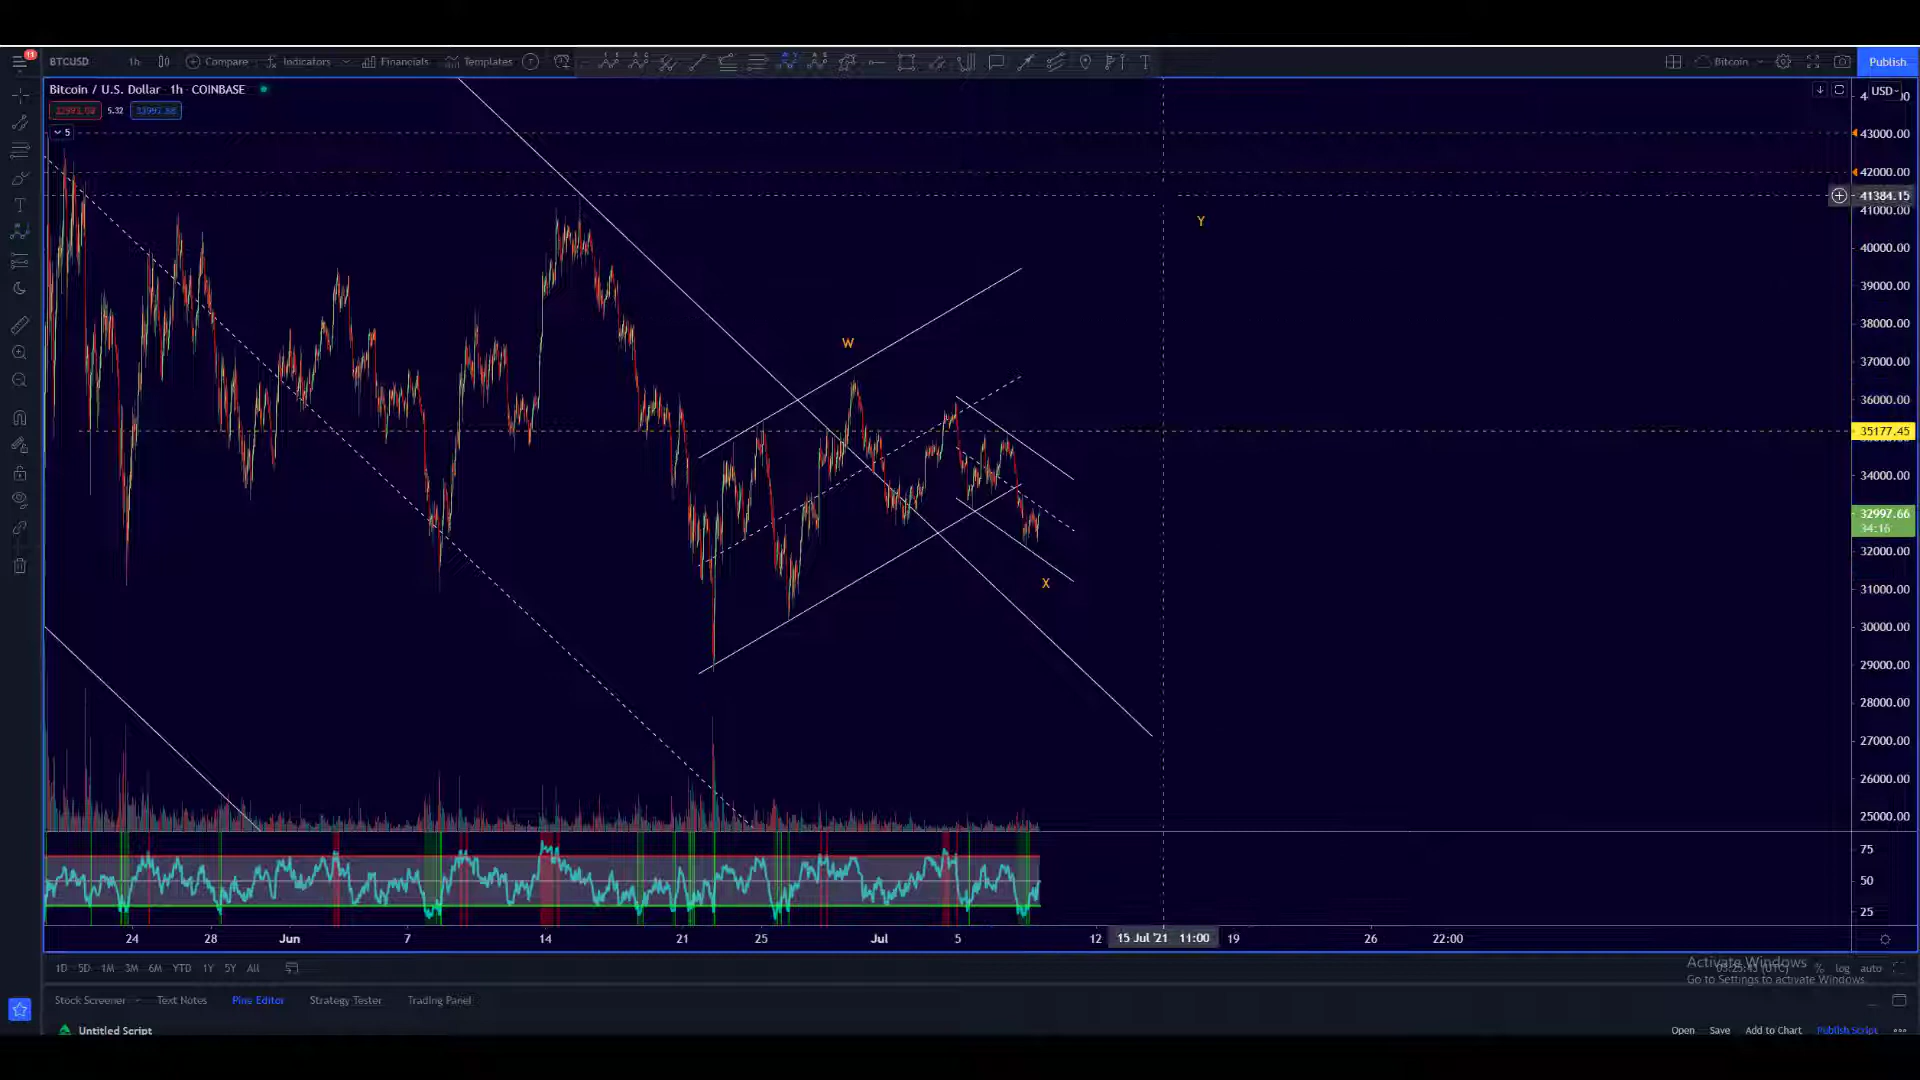 11
BTCUSD 1h Compare Indicators Financials Templates Bitcoin Publish
Bitcoin / U.S. Dollar 1h COINBASE
5.32
5
USD
43000.00
42000.00
41384.15
41000.00
40000.00
39000.00
38000.00
37000.00
36000.00
35177.45
34000.00
32997.66
34:16
32000.00
31000.00
30000.00
29000.00
28000.00
27000.00
26000.00
25000.00
75
50
25
Y
W
X
24 28 Jun 7 14 21 25 Jul 5 12 15 Jul '21 11:00 19 26 22:00
Activate Windows
Go to Settings to activate Windows.
1D 5D 1M 3M 6M YTD 1Y 5Y All % log auto
Stock Screener Text Notes Pine Editor Strategy Tester Trading Panel
Untitled Script Open Save Add to Chart Publish Script